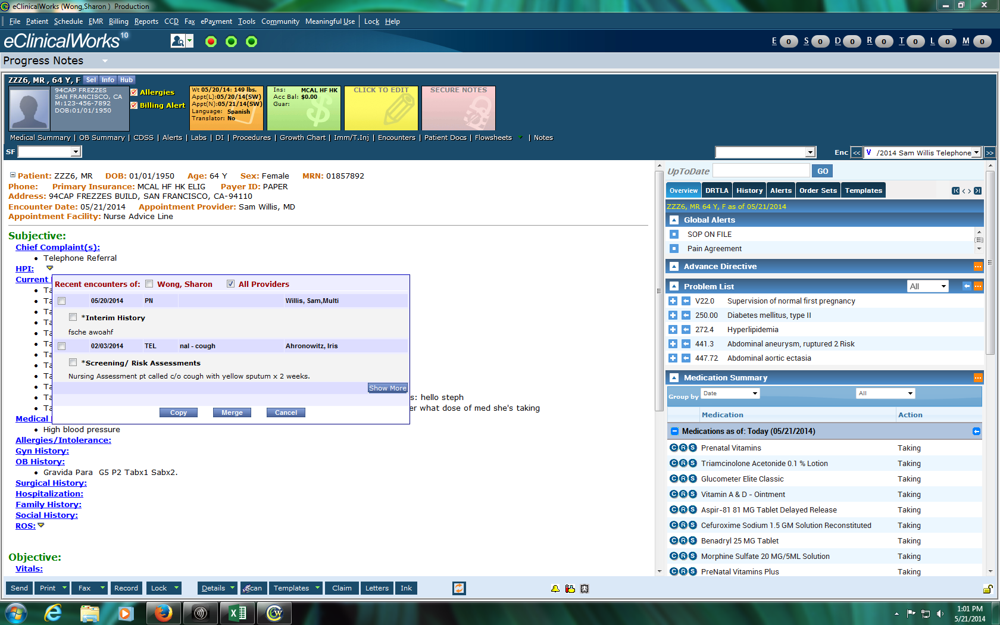 eClinicalWorks (Wong,Sharon ) Production
File Patient Schedule EMR Billing Reports CCD Fax ePayment Tools Community Meaningful Use Lock Help
eClinicalWorks 10
E 0 S 0 D 0 R 0 T 0 L 0 M 0
Progress Notes
ZZZ6, MR , 64 Y, F Sel Info Hub
94CAP FREZZES
SAN FRANCISCO, CA
M:123-456-7892
DOB:01/01/1950
Allergies
Billing Alert
Wt 05/20/14: 149 lbs.
Appt(L):05/20/14(SW)
Appt(N):05/21/14(SW)
Language: Spanish
Translator: No
Ins: MCAL HF HK
Acc Bal: $0.00
Guar:
CLICK TO EDIT
SECURE NOTES
Medical Summary | OB Summary | CDSS | Alerts | Labs | DI | Procedures | Growth Chart | Imm/T.Inj | Encounters | Patient Docs | Flowsheets | Notes
SF
Enc << V /2014 Sam Willis Telephone >>
Patient: ZZZ6, MR DOB: 01/01/1950 Age: 64 Y Sex: Female MRN: 01857892
Phone: Primary Insurance: MCAL HF HK ELIG Payer ID: PAPER
Address: 94CAP FREZZES BUILD, SAN FRANCISCO, CA-94110
Encounter Date: 05/21/2014 Appointment Provider: Sam Willis, MD
Appointment Facility: Nurse Advice Line
Subjective:
Chief Complaint(s):
• Telephone Referral
HPI:
Current
Recent encounters of: Wong, Sharon All Providers
05/20/2014 PN Willis, Sam,Multi
*Interim History
fsche awoahf
02/03/2014 TEL nal - cough Ahronowitz, Iris
*Screening/ Risk Assessments
Nursing Assessment pt called c/o cough with yellow sputum x 2 weeks.
Show More
Copy Merge Cancel
s: hello steph
er what dose of med she's taking
Medical
• High blood pressure
Allergies/Intolerance:
Gyn History:
OB History:
• Gravida Para G5 P2 Tabx1 Sabx2.
Surgical History:
Hospitalization:
Family History:
Social History:
ROS:
Objective:
Vitals:
UpToDate GO
Overview DRTLA History Alerts Order Sets Templates
ZZZ6, MR 64 Y, F as of 05/21/2014
Global Alerts
SOP ON FILE
Pain Agreement
Advance Directive
Problem List All
V22.0 Supervision of normal first pregnancy
250.00 Diabetes mellitus, type II
272.4 Hyperlipidemia
441.3 Abdominal aneurysm, ruptured 2 Risk
447.72 Abdominal aortic ectasia
Medication Summary
Group by Date All
Medication Action
Medications as of: Today (05/21/2014)
C R S Prenatal Vitamins Taking
C R S Triamcinolone Acetonide 0.1 % Lotion Taking
C R S Glucometer Elite Classic Taking
C R S Vitamin A & D - Ointment Taking
C R S Aspir-81 81 MG Tablet Delayed Release Taking
C R S Cefuroxime Sodium 1.5 GM Solution Reconstituted Taking
C R S Benadryl 25 MG Tablet Taking
C R S Morphine Sulfate 20 MG/5ML Solution Taking
C R S PreNatal Vitamins Plus Taking
Send Print Fax Record Lock Details Scan Templates Claim Letters Ink
1:01 PM
5/21/2014